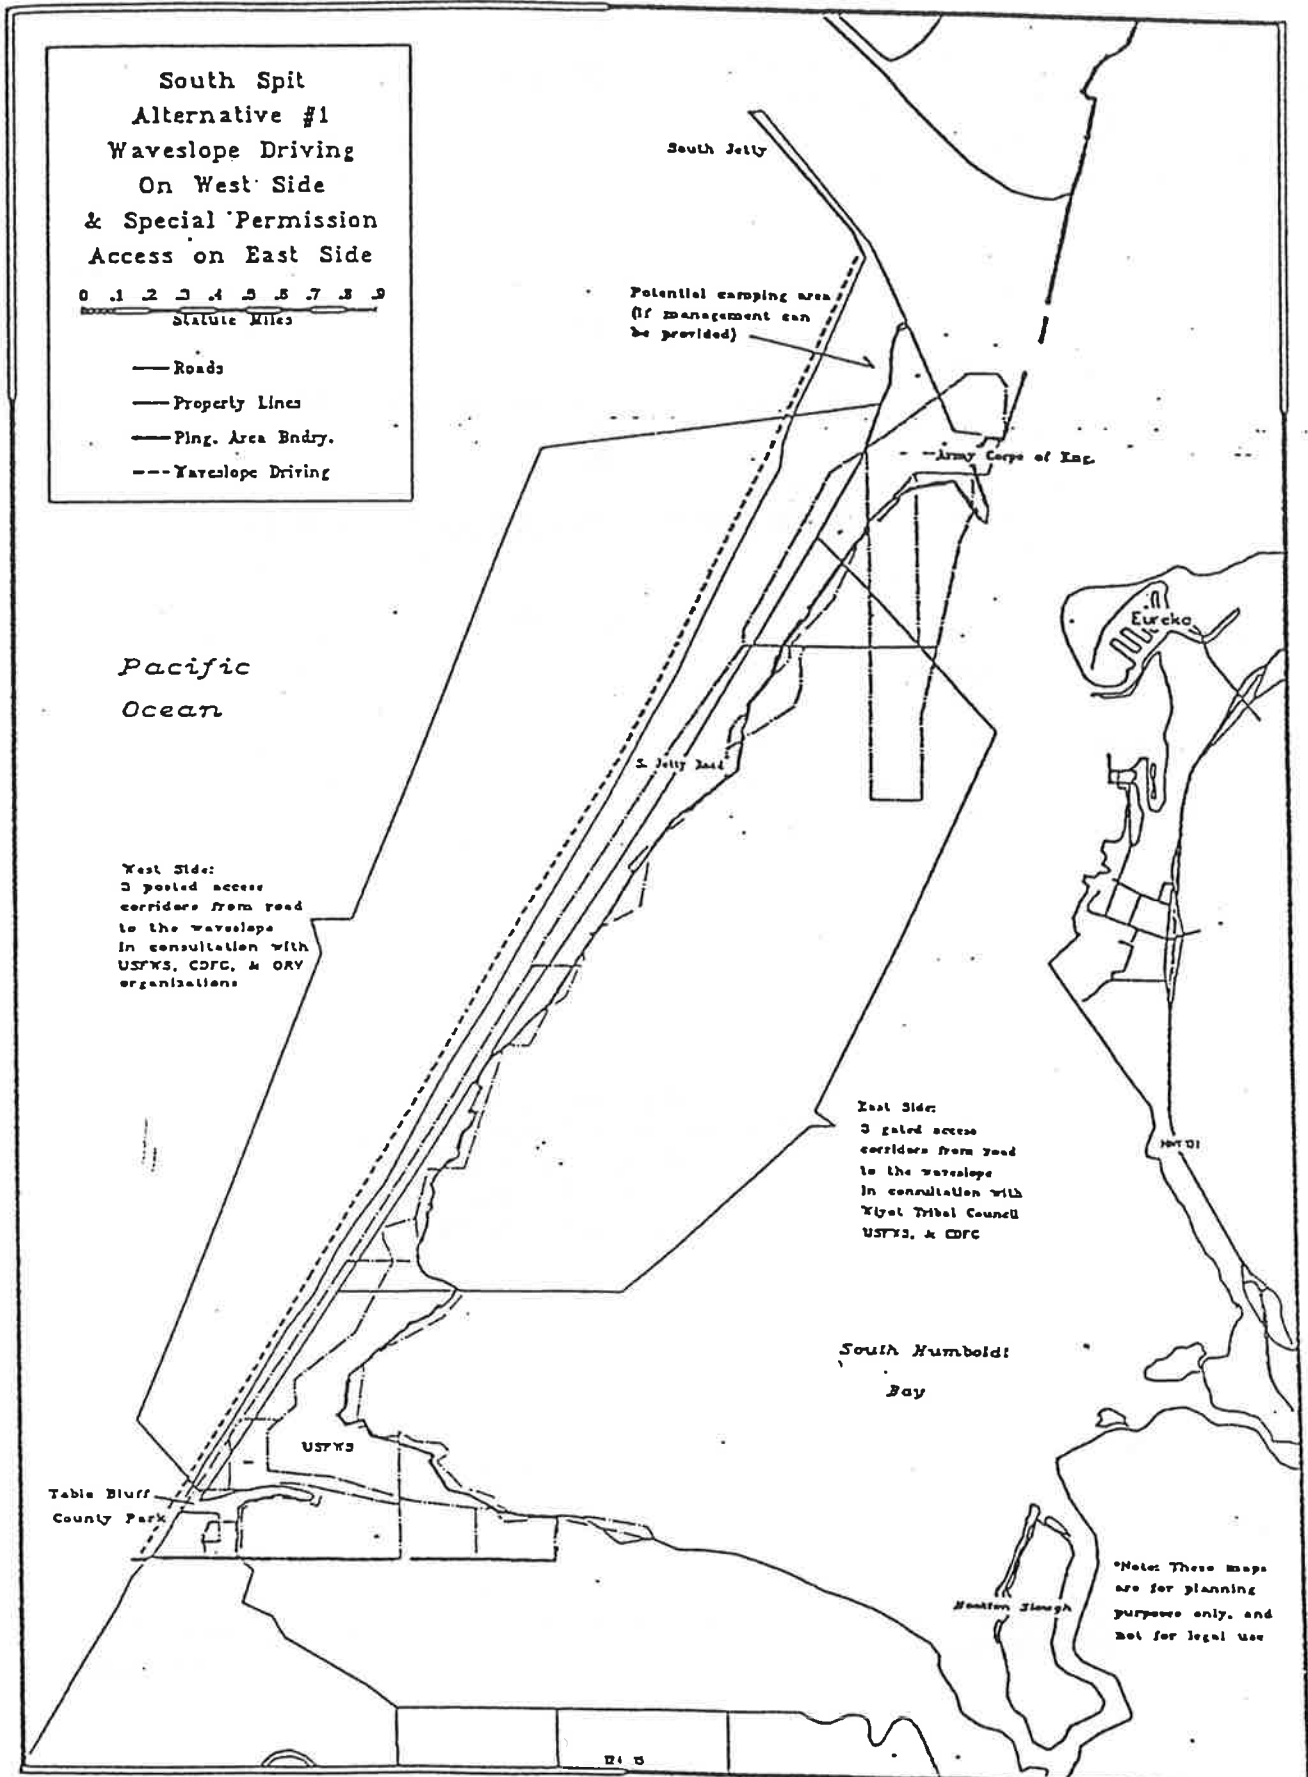 South Spit
Alternative #1
Waveslope Driving
On West Side
& Special Permission
Access on East Side
0 .1 .2 .3 .4 .5 .6 .7 .8 .9
Statute Miles
Roads
Property Lines
Plng. Area Bndry.
Waveslope Driving
South Jetty
Potential camping area
(if management can
be provided)
Army Corps of Eng.
Eureka
Pacific
Ocean
S. Jetty Road
West Side:
3 posted access
corridors from road
to the waveslope
in consultation with
USFWS, CDFG, & ORV
organizations
East Side:
3 gated access
corridors from road
to the waveslope
in consultation with
Wiyot Tribal Council
USFWS, & CDFG
South Humboldt
Bay
USFWS
Table Bluff
County Park
Hookton Slough
*Note: These maps
are for planning
purposes only, and
not for legal use